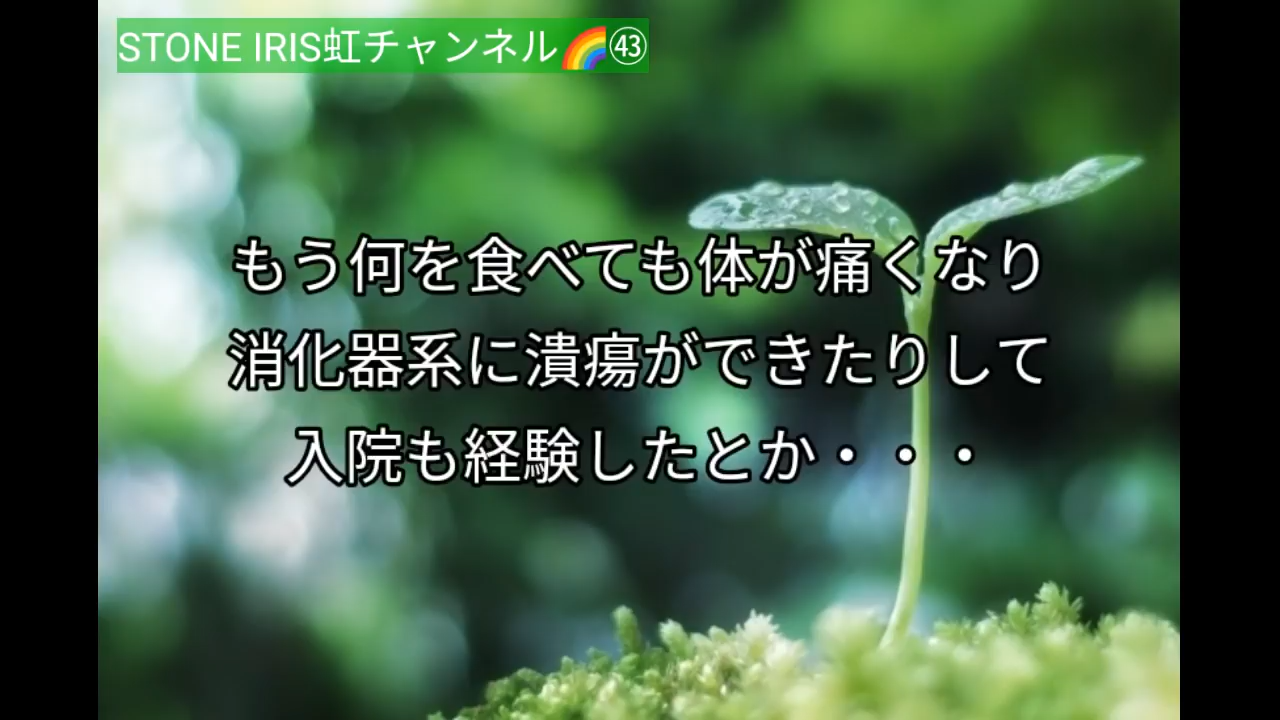 STONE IRIS虹チャンネル🌈㊸
もう何を食べても体が痛くなり
消化器系に潰瘍ができたりして
入院も経験したとか・・・